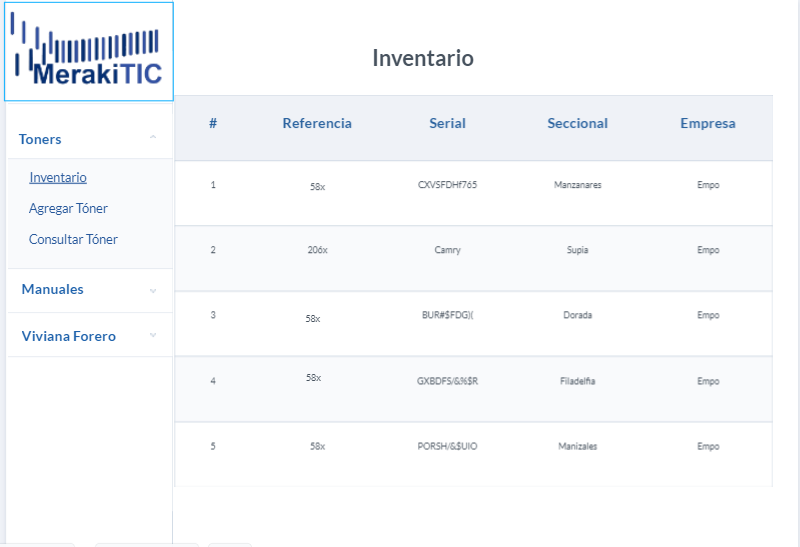 MerakiTIC
Inventario
Toners
Inventario
Agregar Tóner
Consultar Tóner
Manuales
Viviana Forero
# Referencia Serial Seccional Empresa
1 58x CXVSFDHf765 Manzanares Empo
2 206x Camry Supia Empo
3 58x BUR#$FDG)( Dorada Empo
4 58x GXBDFS/&%$R Filadelfia Empo
5 58x PORSH/&$UIO Manizales Empo